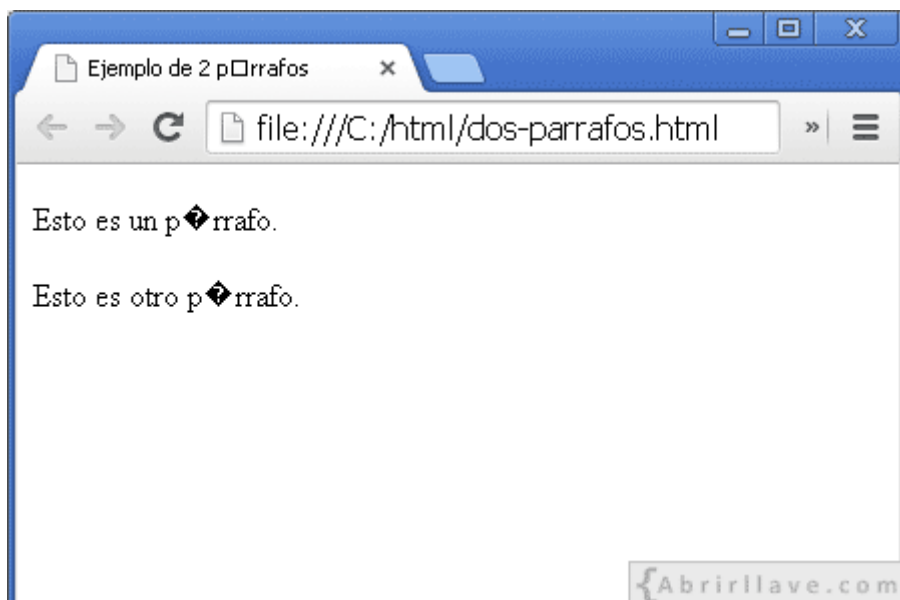 Ejemplo de 2 p□rrafos
file:///C:/html/dos-parrafos.html
Esto es un p�rrafo.
Esto es otro p�rrafo.
{Abrirllave.com